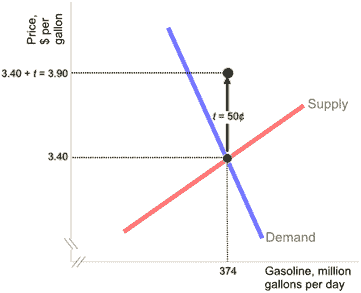 Price,
$ per
gallon
3.40 + t = 3.90
t = 50¢
Supply
3.40
Demand
374
Gasoline, million
gallons per day